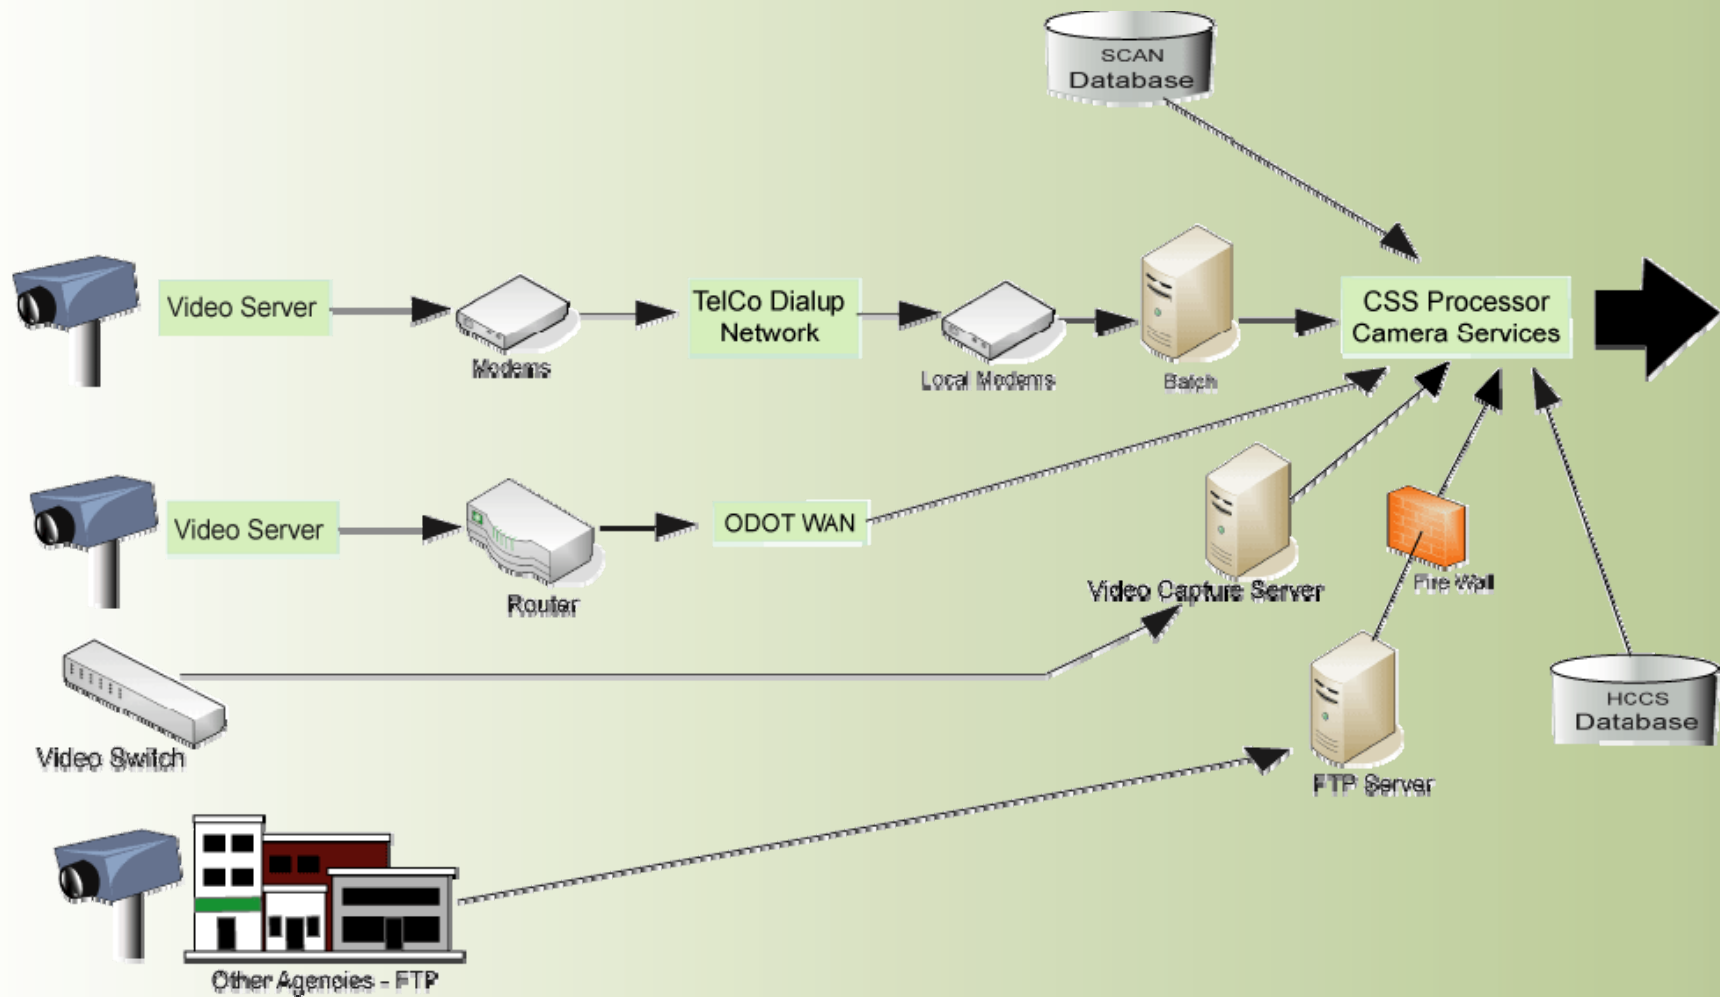 SCAN
Database
Video Server
Modems
TelCo Dialup
Network
Local Modems
Batch
CSS Processor
Camera Services
Video Server
Router
ODOT WAN
Video Capture Server
Fire Wall
Video Switch
FTP Server
HCCS
Database
Other Agencies - FTP